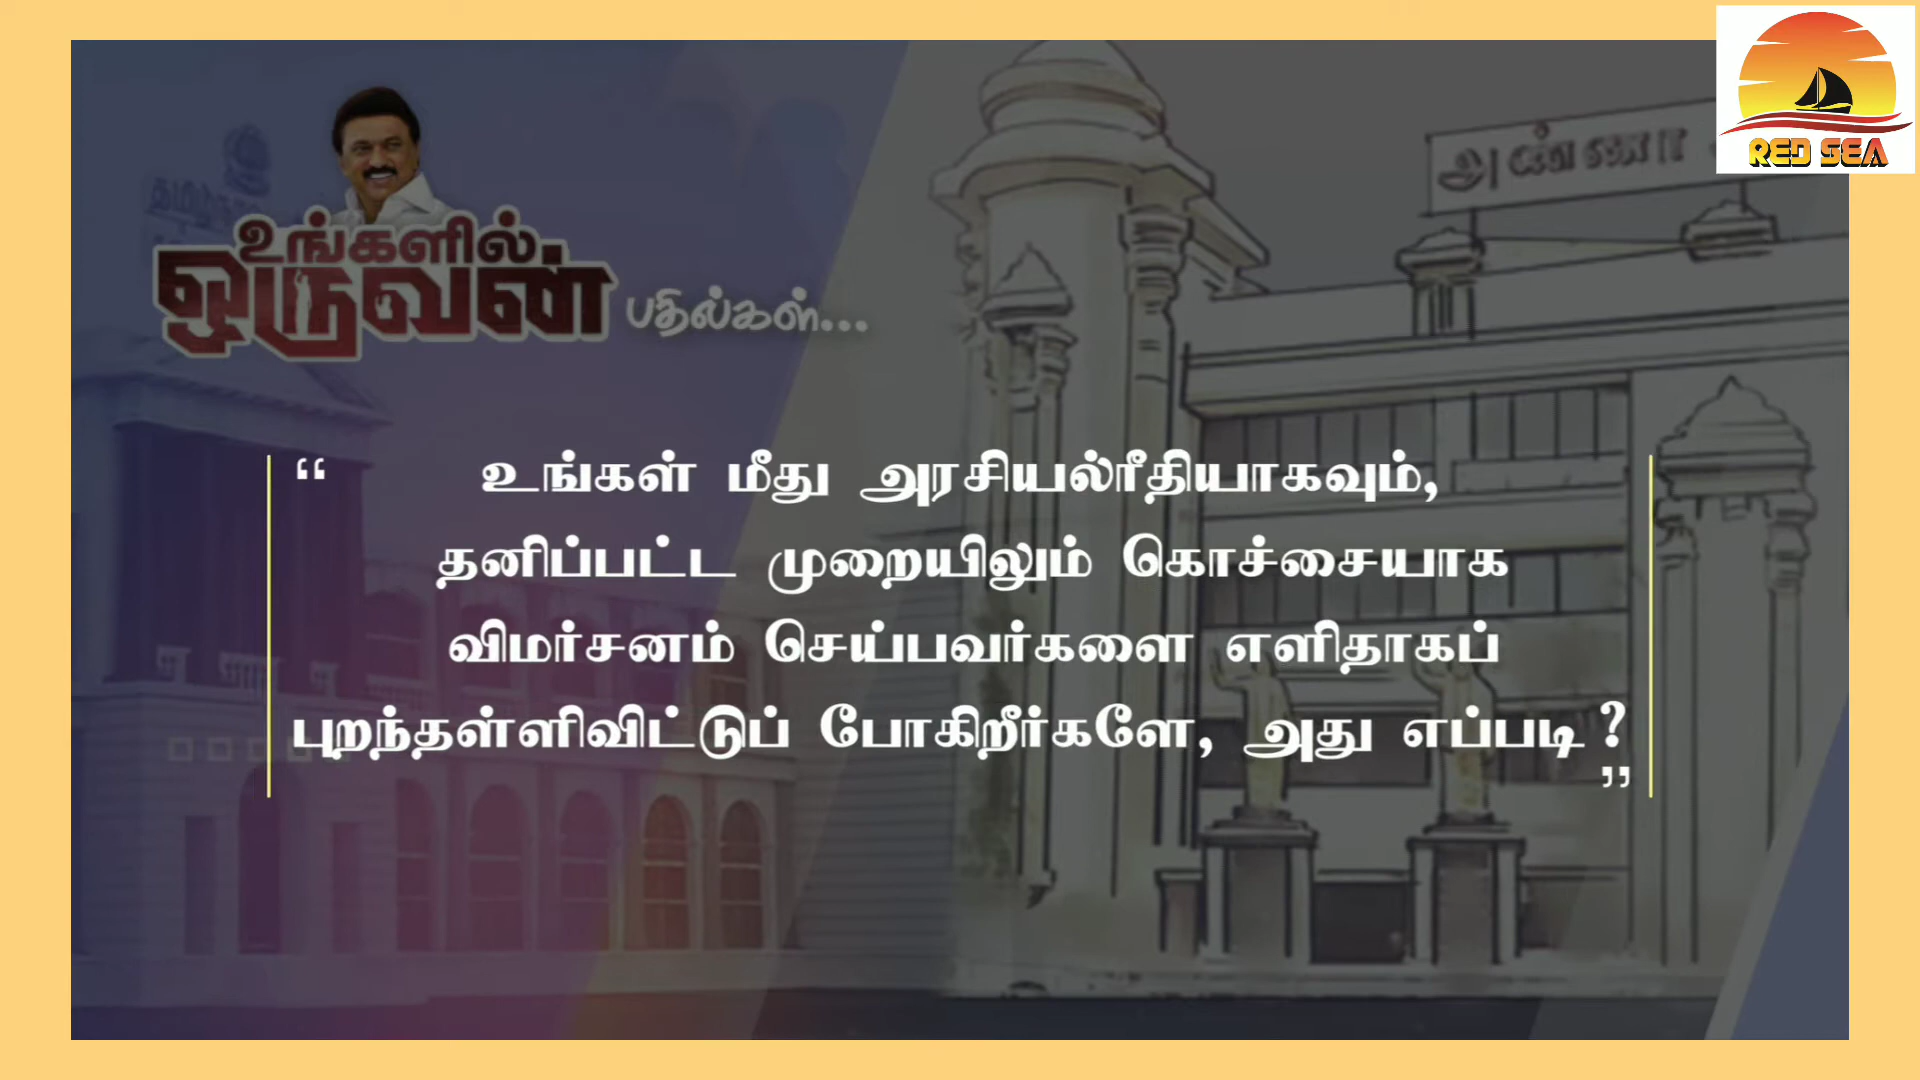 உங்களில்
ஒருவன் பதில்கள்...
அண்ணா
RED SEA
“ உங்கள் மீது அரசியல்ரீதியாகவும்,
தனிப்பட்ட முறையிலும் கொச்சையாக
விமர்சனம் செய்பவர்களை எளிதாகப்
புறந்தள்ளிவிட்டுப் போகிறீர்களே, அது எப்படி ?
”